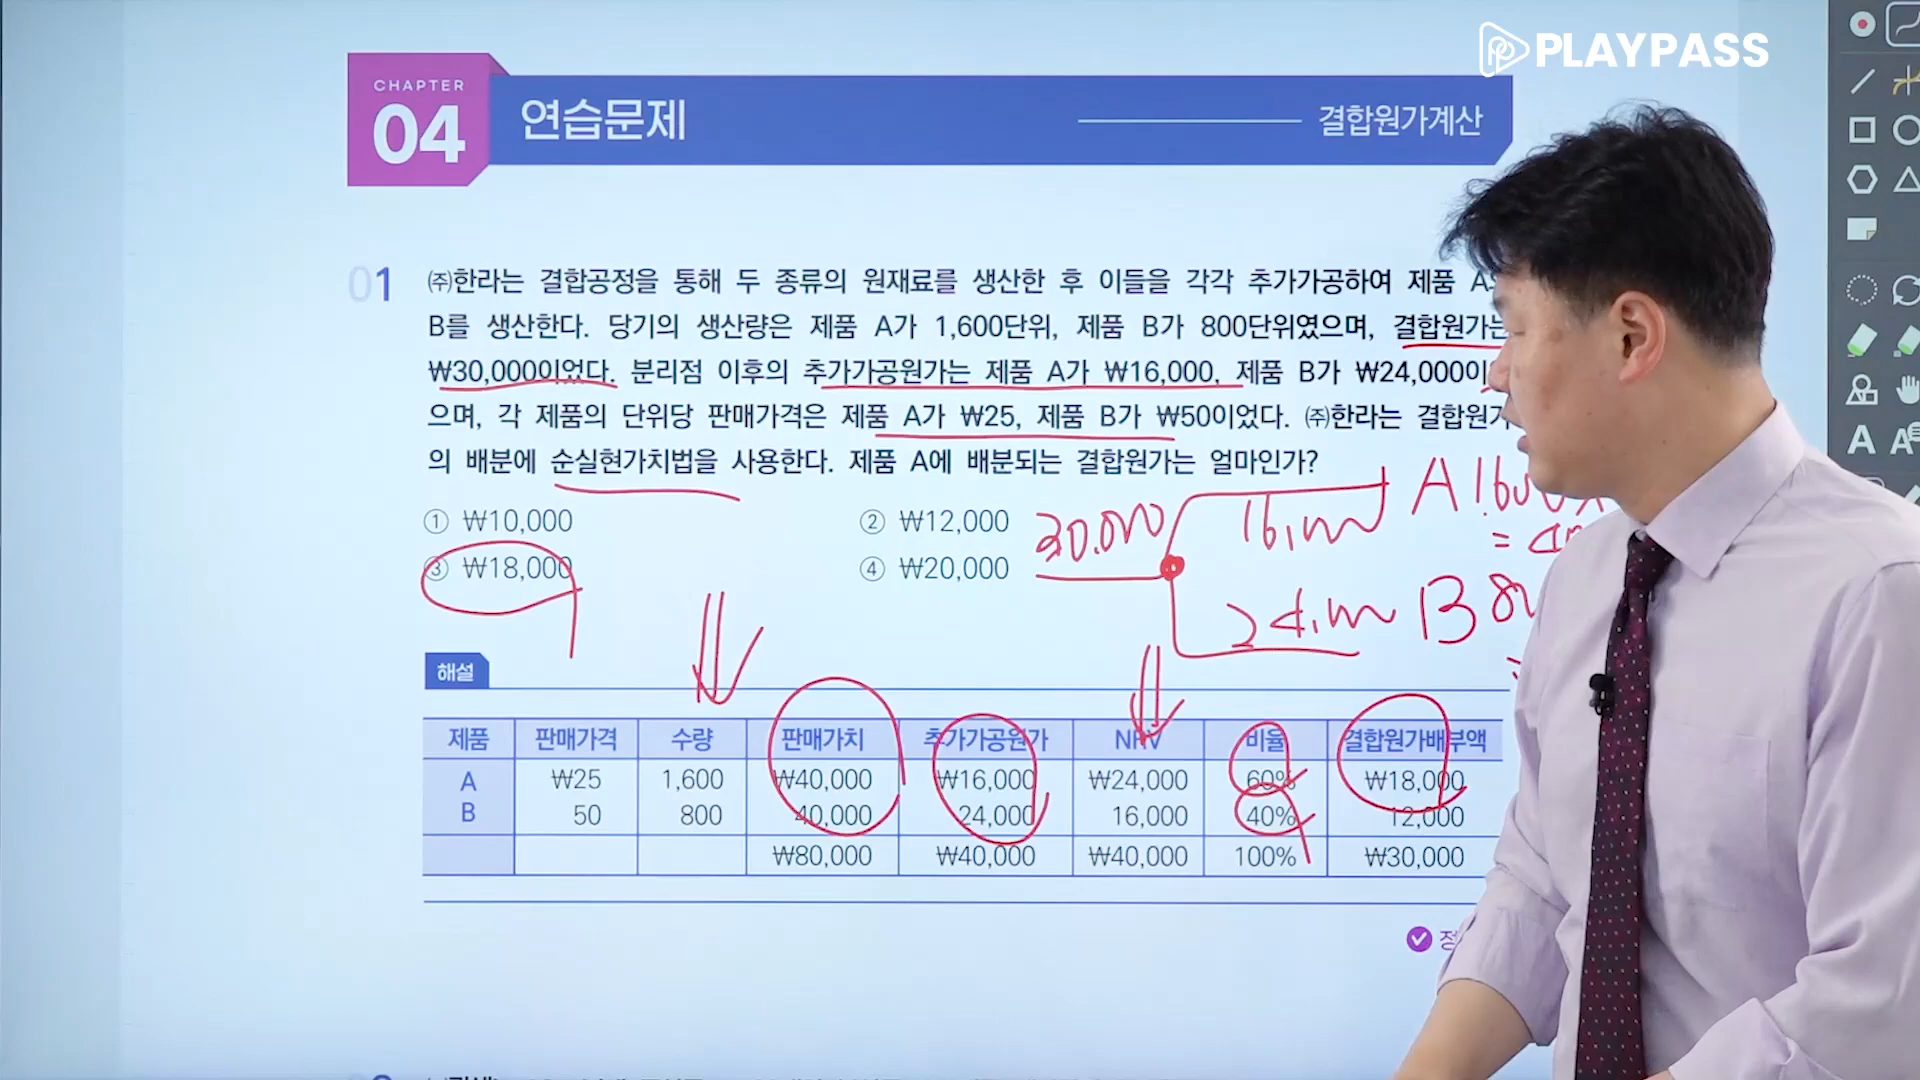 PLAYPASS
CHAPTER
04
연습문제
결합원가계산
01 ㈜한라는 결합공정을 통해 두 종류의 원재료를 생산한 후 이들을 각각 추가가공하여 제품 A
B를 생산한다. 당기의 생산량은 제품 A가 1,600단위, 제품 B가 800단위였으며, 결합원가는
₩30,000이었다. 분리점 이후의 추가가공원가는 제품 A가 ₩16,000, 제품 B가 ₩24,000이
으며, 각 제품의 단위당 판매가격은 제품 A가 ₩25, 제품 B가 ₩50이었다. ㈜한라는 결합원가
의 배분에 순실현가치법을 사용한다. 제품 A에 배분되는 결합원가는 얼마인가?
① ₩10,000 ② ₩12,000
③ ₩18,000 ④ ₩20,000
30.000
A
B
해설
제품 판매가격 수량 판매가치 추가가공원가 NRV 비율 결합원가배부액
A ₩25 1,600 ₩40,000 ₩16,000 ₩24,000 60% ₩18,000
B 50 800 40,000 24,000 16,000 40% 12,000
₩80,000 ₩40,000 ₩40,000 100% ₩30,000